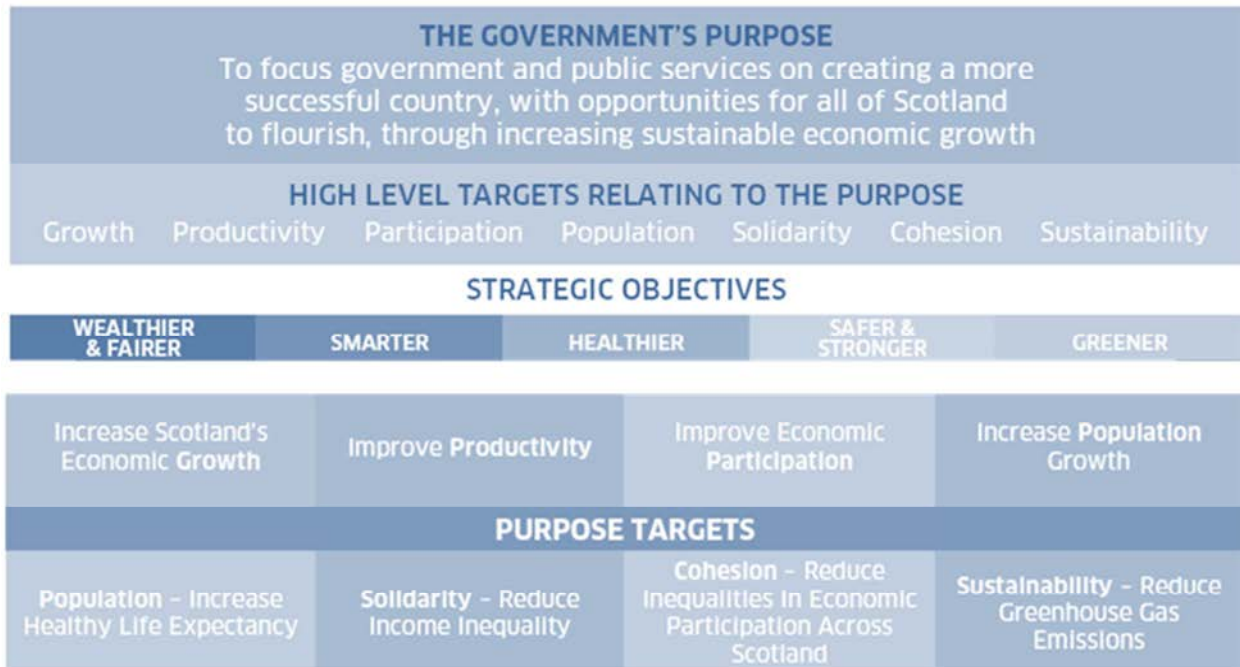 THE GOVERNMENT'S PURPOSE
To focus government and public services on creating a more
successful country, with opportunities for all of Scotland
to flourish, through increasing sustainable economic growth
HIGH LEVEL TARGETS RELATING TO THE PURPOSE
Growth Productivity Participation Population Solidarity Cohesion Sustainability
STRATEGIC OBJECTIVES
WEALTHIER
& FAIRER
SMARTER
HEALTHIER
SAFER &
STRONGER
GREENER
Increase Scotland's
Economic Growth
Improve Productivity
Improve Economic
Participation
Increase Population
Growth
PURPOSE TARGETS
Population – Increase
Healthy Life Expectancy
Solidarity – Reduce
Income Inequality
Cohesion – Reduce
Inequalities in Economic
Participation Across
Scotland
Sustainability – Reduce
Greenhouse Gas
Emissions